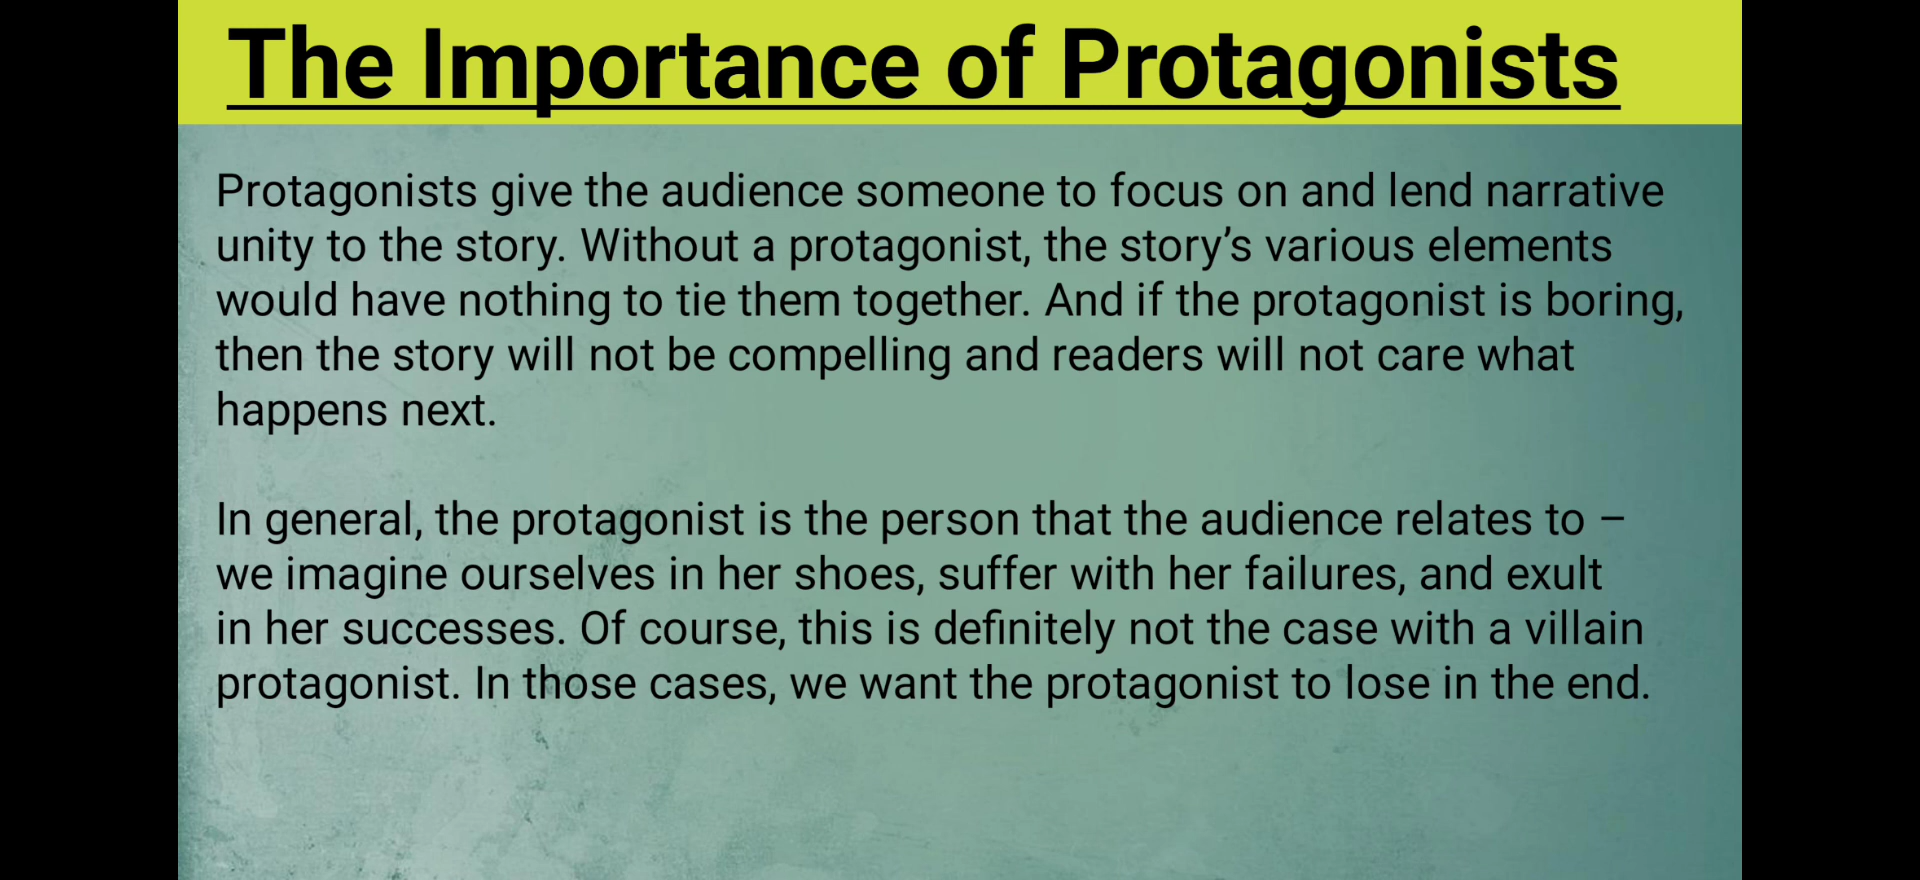 The Importance of Protagonists
Protagonists give the audience someone to focus on and lend narrative
unity to the story. Without a protagonist, the story’s various elements
would have nothing to tie them together. And if the protagonist is boring,
then the story will not be compelling and readers will not care what
happens next.
In general, the protagonist is the person that the audience relates to –
we imagine ourselves in her shoes, suffer with her failures, and exult
in her successes. Of course, this is definitely not the case with a villain
protagonist. In those cases, we want the protagonist to lose in the end.